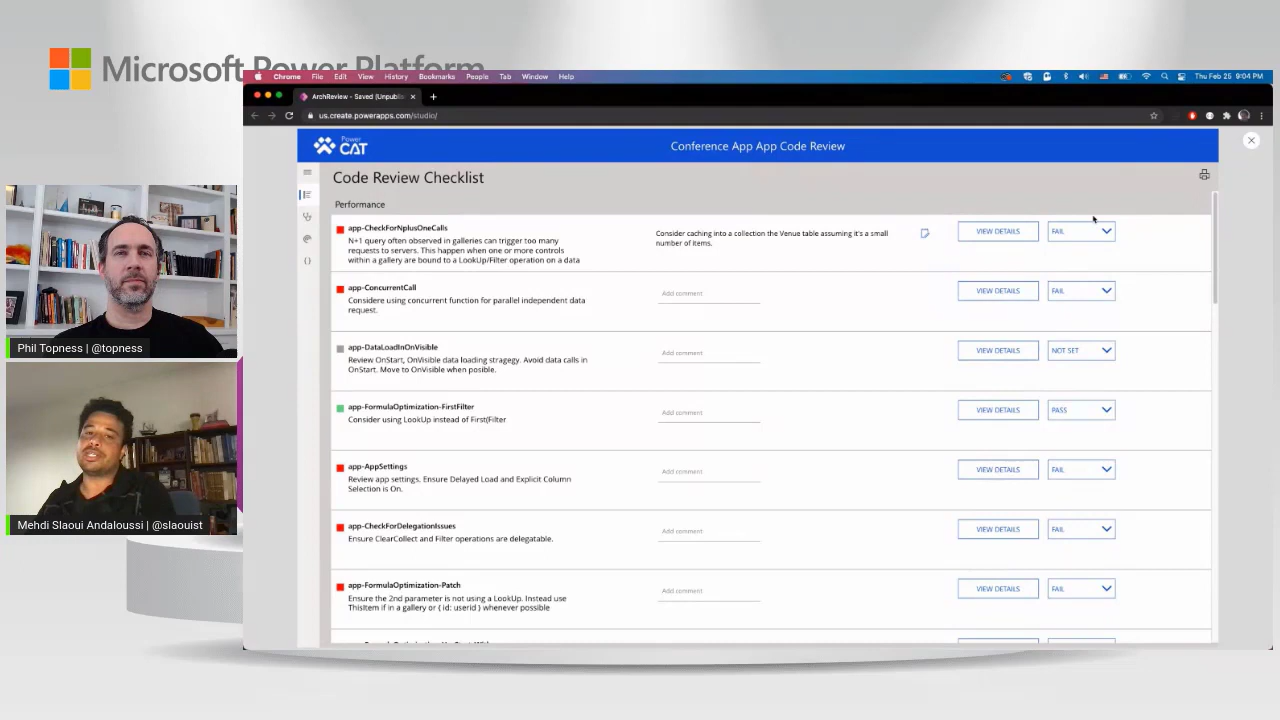 Microsoft Power Platform
Chrome File Edit View History Bookmarks People Tab Window Help
Thu Feb 25 9:04 PM
ArchReview - Saved (Unpubli
us.create.powerapps.com/studio/
Power CAT
Conference App App Code Review
Code Review Checklist
Performance
app-CheckForNplusOneCalls
N+1 query often observed in galleries can trigger too many
requests to servers. This happen when one or more controls
within a gallery are bound to a LookUp/Filter operation on a data
Consider caching into a collection the Venue table assuming it's a small
number of items.
VIEW DETAILS
FAIL
app-ConcurrentCall
Considere using concurrent function for parallel independent data
request.
Add comment
VIEW DETAILS
FAIL
app-DataLoadInOnVisible
Review OnStart, OnVisible data loading stragegy. Avoid data calls in
OnStart. Move to OnVisible when posible.
Add comment
VIEW DETAILS
NOT SET
app-FormulaOptimization-FirstFilter
Consider using LookUp instead of First(Filter
Add comment
VIEW DETAILS
PASS
app-AppSettings
Review app settings. Ensure Delayed Load and Explicit Column
Selection is On.
Add comment
VIEW DETAILS
FAIL
app-CheckForDelegationIssues
Ensure ClearCollect and Filter operations are delegatable.
Add comment
VIEW DETAILS
FAIL
app-FormulaOptimization-Patch
Ensure the 2nd parameter is not using a LookUp. Instead use
ThisItem if in a gallery or { id: userid } whenever possible
Add comment
VIEW DETAILS
FAIL
Phil Topness | @topness
Mehdi Slaoui Andaloussi | @slaouist